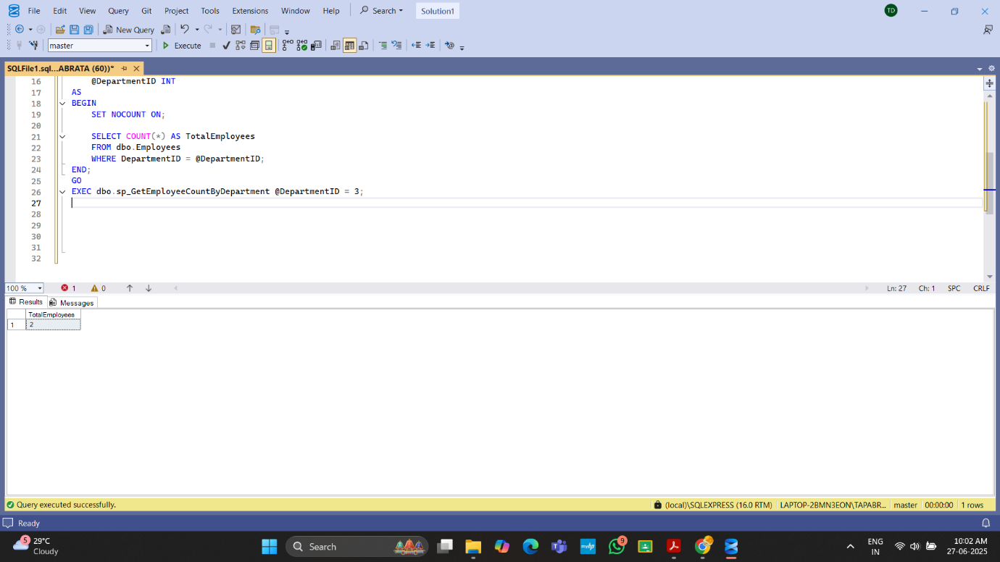 File Edit View Query Git Project Tools Extensions Window Help Search Solution1 TD
New Query
master Execute
SQLFile1.sql...ABRATA (60))*
16 @DepartmentID INT
17 AS
18 BEGIN
19 SET NOCOUNT ON;
20
21 SELECT COUNT(*) AS TotalEmployees
22 FROM dbo.Employees
23 WHERE DepartmentID = @DepartmentID;
24 END;
25 GO
26 EXEC dbo.sp_GetEmployeeCountByDepartment @DepartmentID = 3;
27
28
29
30
31
32
100 % 1 0 Ln: 27 Ch: 1 SPC CRLF
Results Messages
TotalEmployees
1 2
Query executed successfully. (local)\SQLEXPRESS (16.0 RTM) LAPTOP-2BMN3EON\TAPABR... master 00:00:00 1 rows
Ready
5 29°C Search myhp 9 ENG 10:02 AM
Cloudy IN 27-06-2025